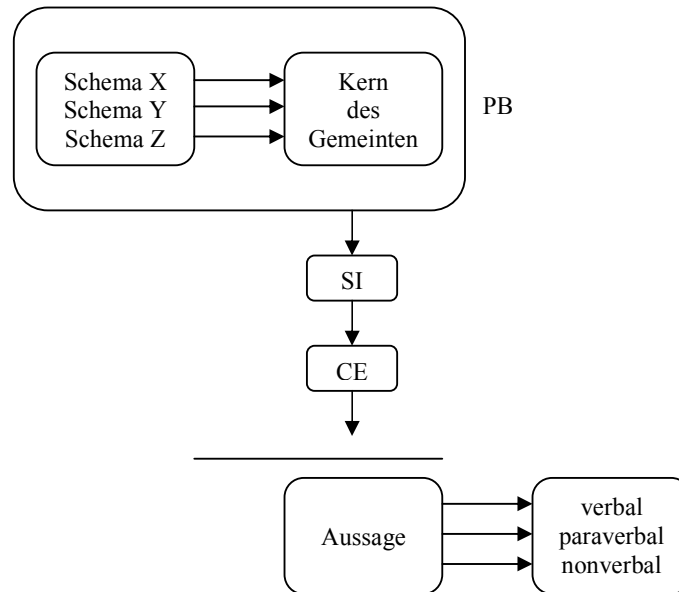 Schema X
Schema Y
Schema Z
Kern
des
Gemeinten
PB
SI
CE
Aussage
verbal
paraverbal
nonverbal